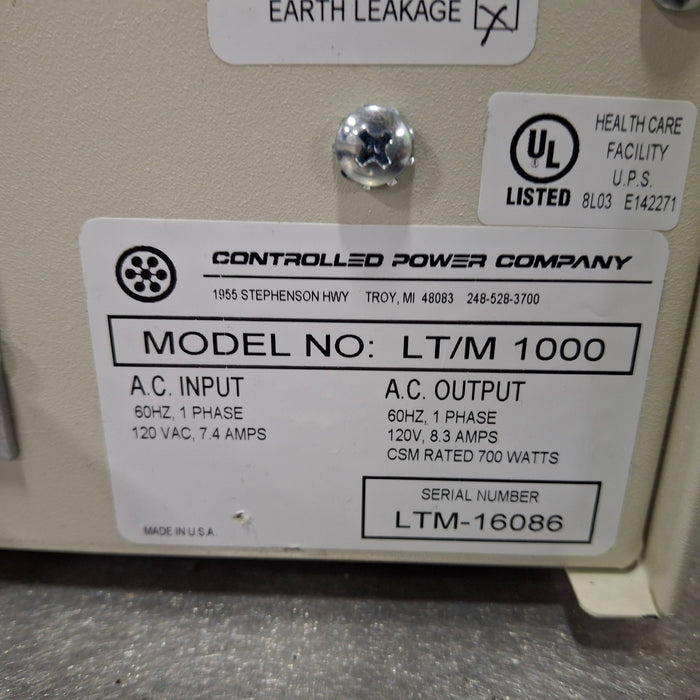 EARTH LEAKAGE
UL
LISTED
HEALTH CARE
FACILITY
U.P.S.
8L03 E142271
CONTROLLED POWER COMPANY
1955 STEPHENSON HWY TROY, MI 48083 248-528-3700
MODEL NO: LT/M 1000
A.C. INPUT
60HZ, 1 PHASE
120 VAC, 7.4 AMPS
A.C. OUTPUT
60HZ, 1 PHASE
120V, 8.3 AMPS
CSM RATED 700 WATTS
SERIAL NUMBER
LTM-16086
MADE IN U.S.A.